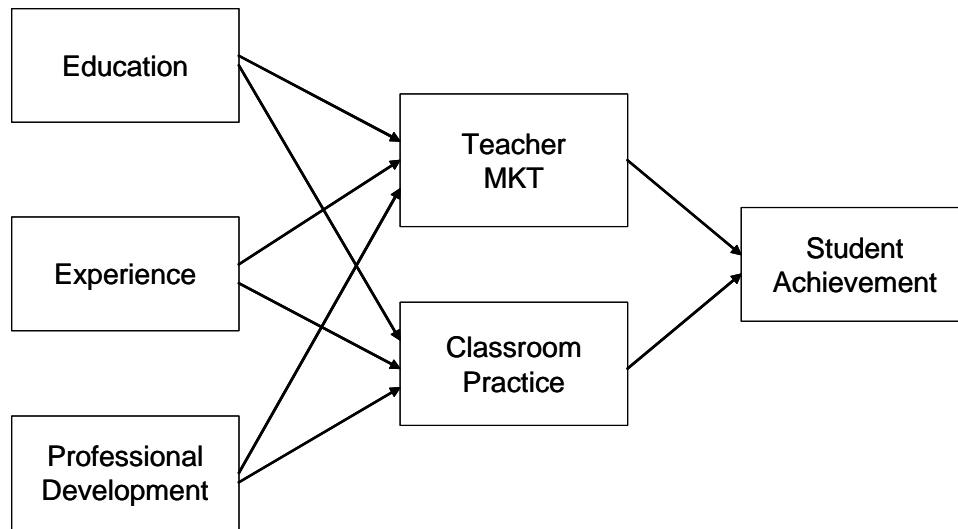 Education
Teacher
MKT
Experience
Student
Achievement
Classroom
Practice
Professional
Development